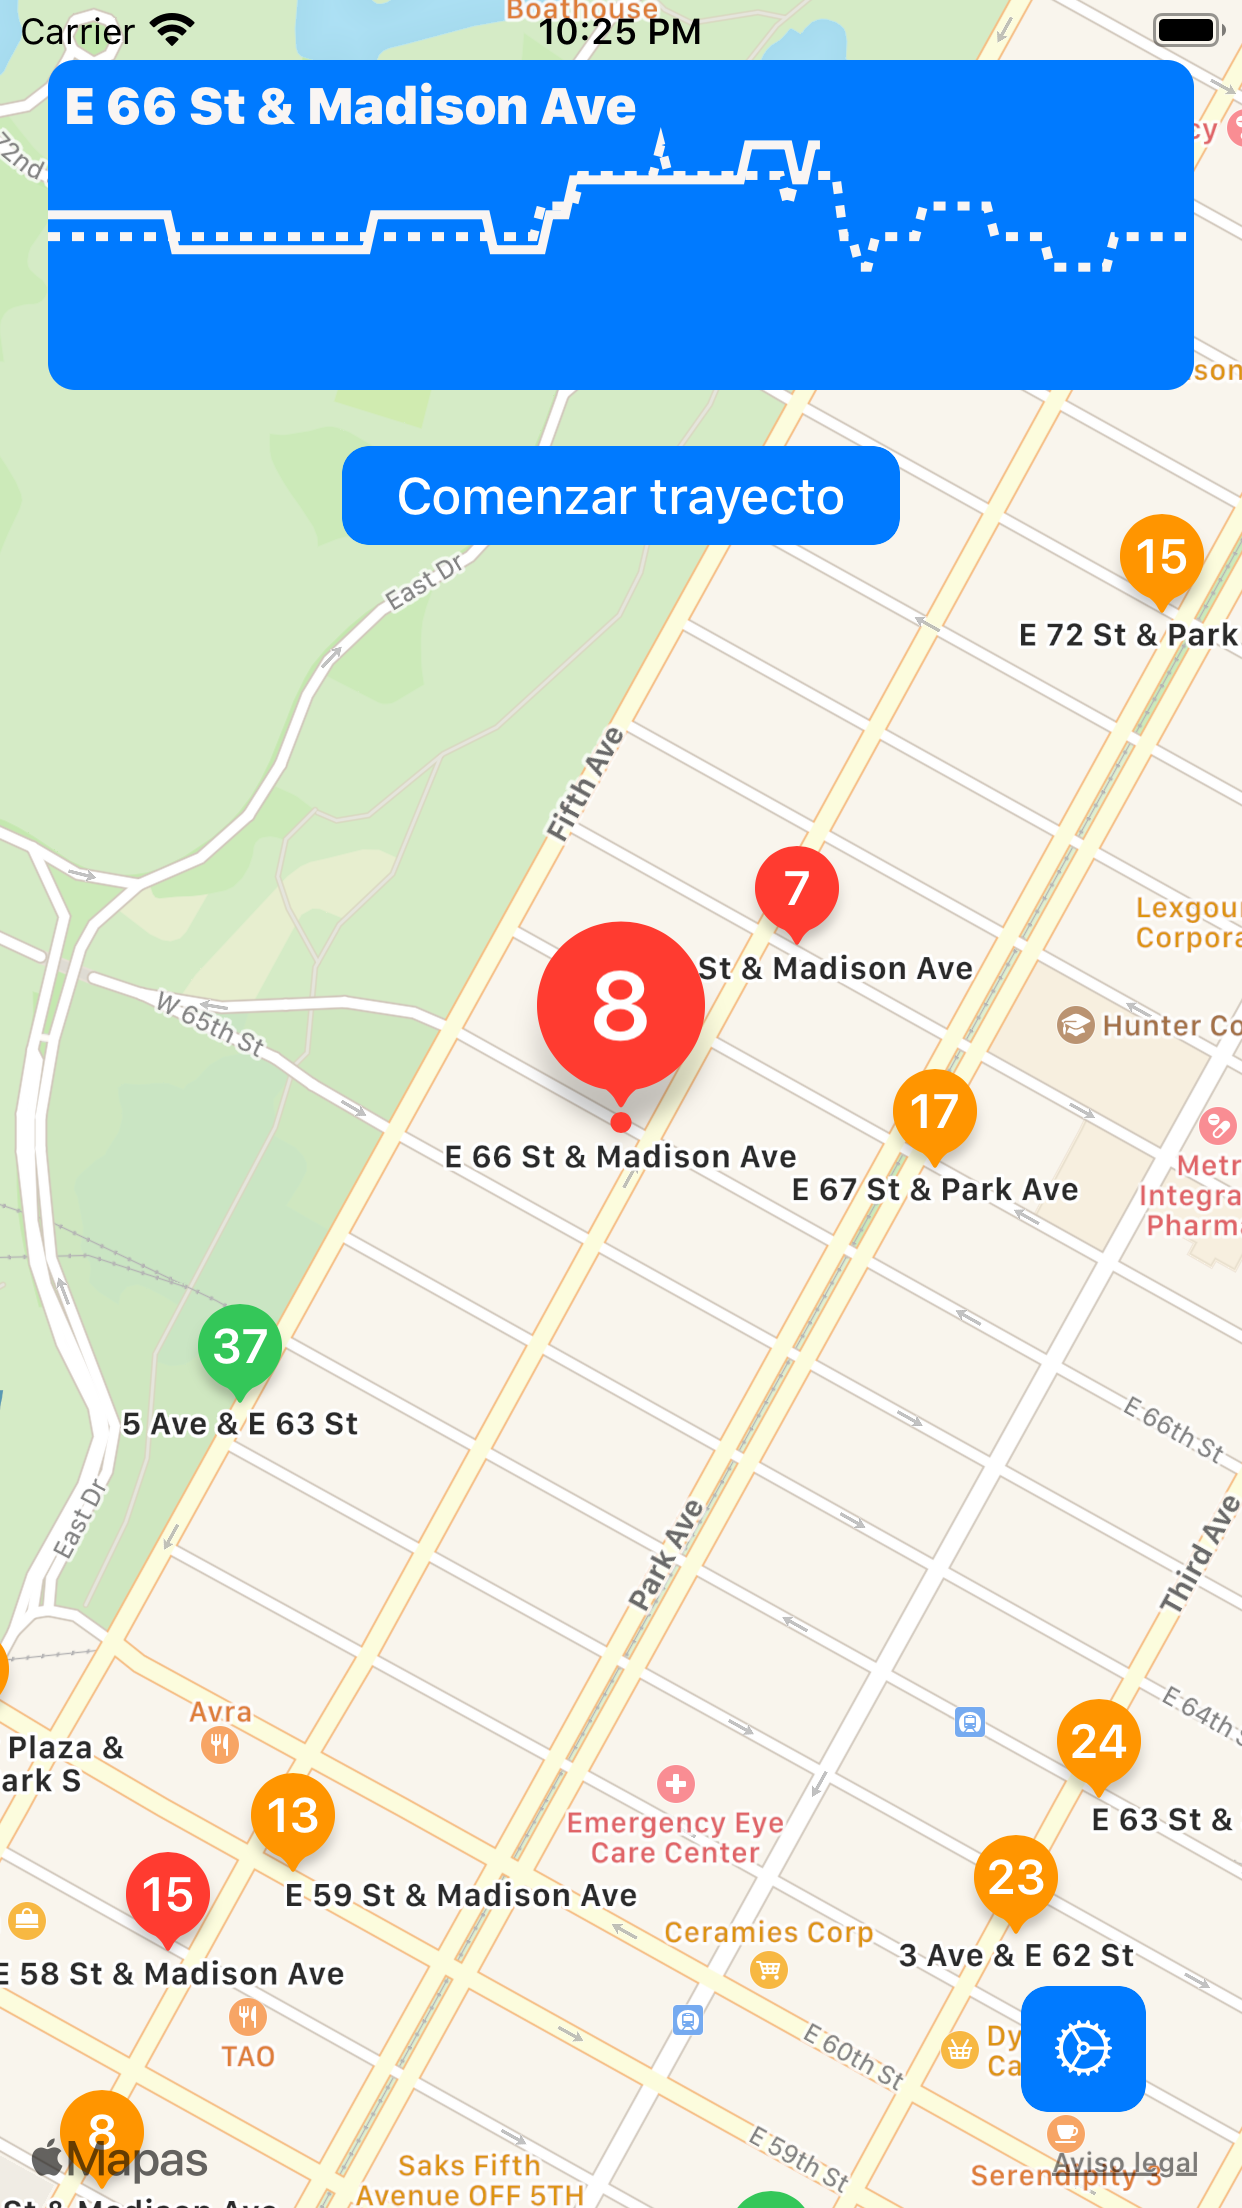 Boathouse
Carrier
10:25 PM
E 66 St & Madison Ave
72nd
cy
son
Comenzar trayecto
East Dr
15
E 72 St & Park
Fifth Ave
7
St & Madison Ave
Lexgou
Corpora
8
W 65th St
Hunter Co
17
E 66 St & Madison Ave
E 67 St & Park Ave
Metr
Integra
Pharm
37
5 Ave & E 63 St
E 66th St
East Dr
Park Ave
Third Ave
E 64th S
Avra
Plaza &
ark S
24
E 63 St &
13
Emergency Eye
Care Center
15
E 59 St & Madison Ave
23
Ceramies Corp
3 Ave & E 62 St
E 58 St & Madison Ave
TAO
E 60th St
Dy
Ca
8
Mapas
E 59th St
Aviso legal
Saks Fifth
Avenue OFF 5TH
Serendipity 3
St & Madison Ave